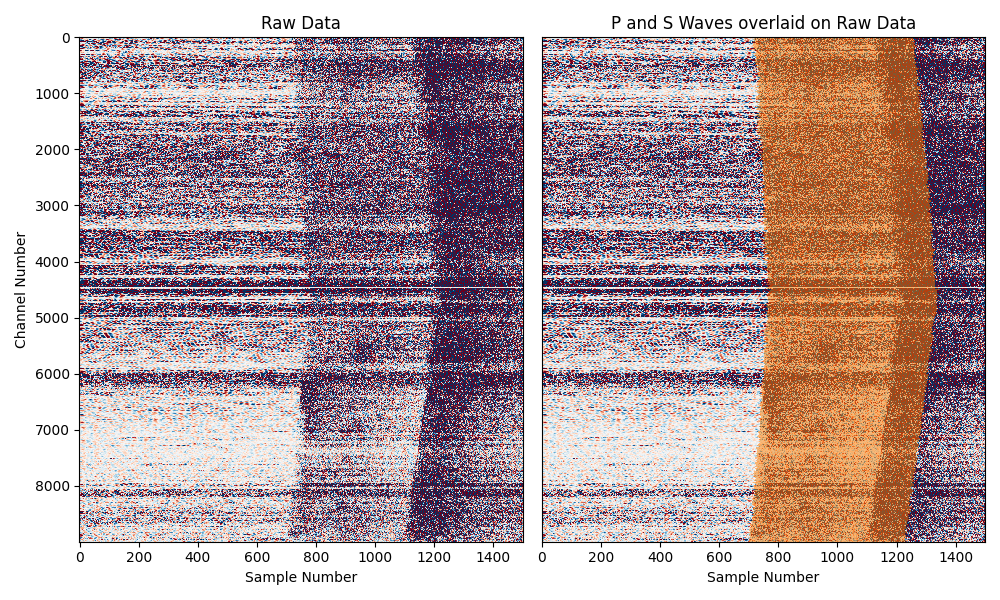 Raw Data
P and S Waves overlaid on Raw Data
Channel Number
0
1000
2000
3000
4000
5000
6000
7000
8000
0 200 400 600 800 1000 1200 1400
0 200 400 600 800 1000 1200 1400
Sample Number
Sample Number